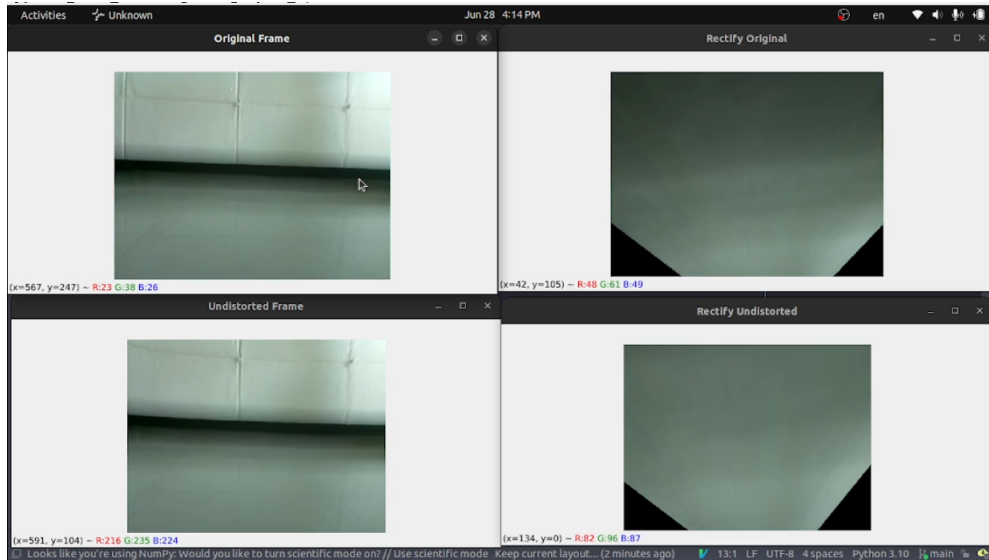 Activities Unknown Jun 28 4:14 PM en
Original Frame
Rectify Original
(x=567, y=247) ~ R:23 G:38 B:26
(x=42, y=105) ~ R:48 G:61 B:49
Undistorted Frame
Rectify Undistorted
(x=591, y=104) ~ R:216 G:235 B:224
(x=134, y=0) ~ R:82 G:96 B:87
Looks like you're using NumPy: Would you like to turn scientific mode on? // Use scientific mode Keep current layout... (2 minutes ago) 13:1 LF UTF-8 4 spaces Python 3.10 main